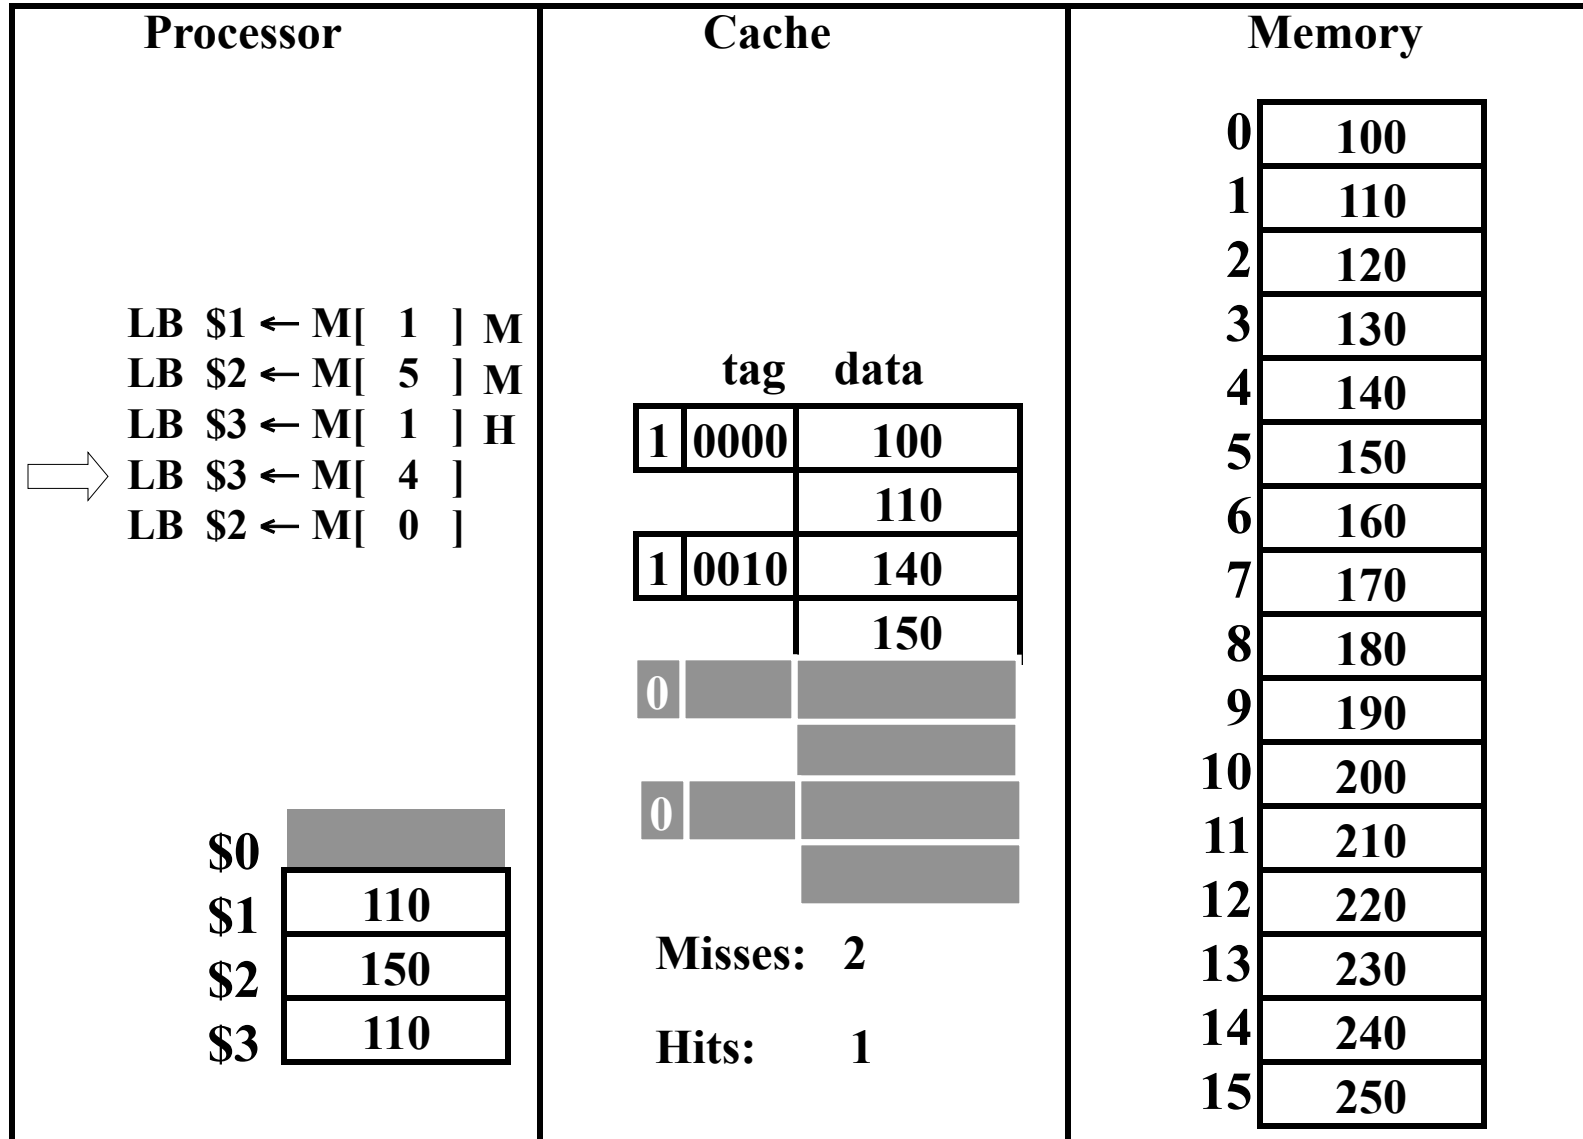 Processor
LB $1 ← M[ 1 ] M
LB $2 ← M[ 5 ] M
LB $3 ← M[ 1 ] H
LB $3 ← M[ 4 ]
LB $2 ← M[ 0 ]
$0
$1 110
$2 150
$3 110
Cache
tag data
1 0000 100
110
1 0010 140
150
0
0
Misses: 2
Hits: 1
Memory
0 100
1 110
2 120
3 130
4 140
5 150
6 160
7 170
8 180
9 190
10 200
11 210
12 220
13 230
14 240
15 250